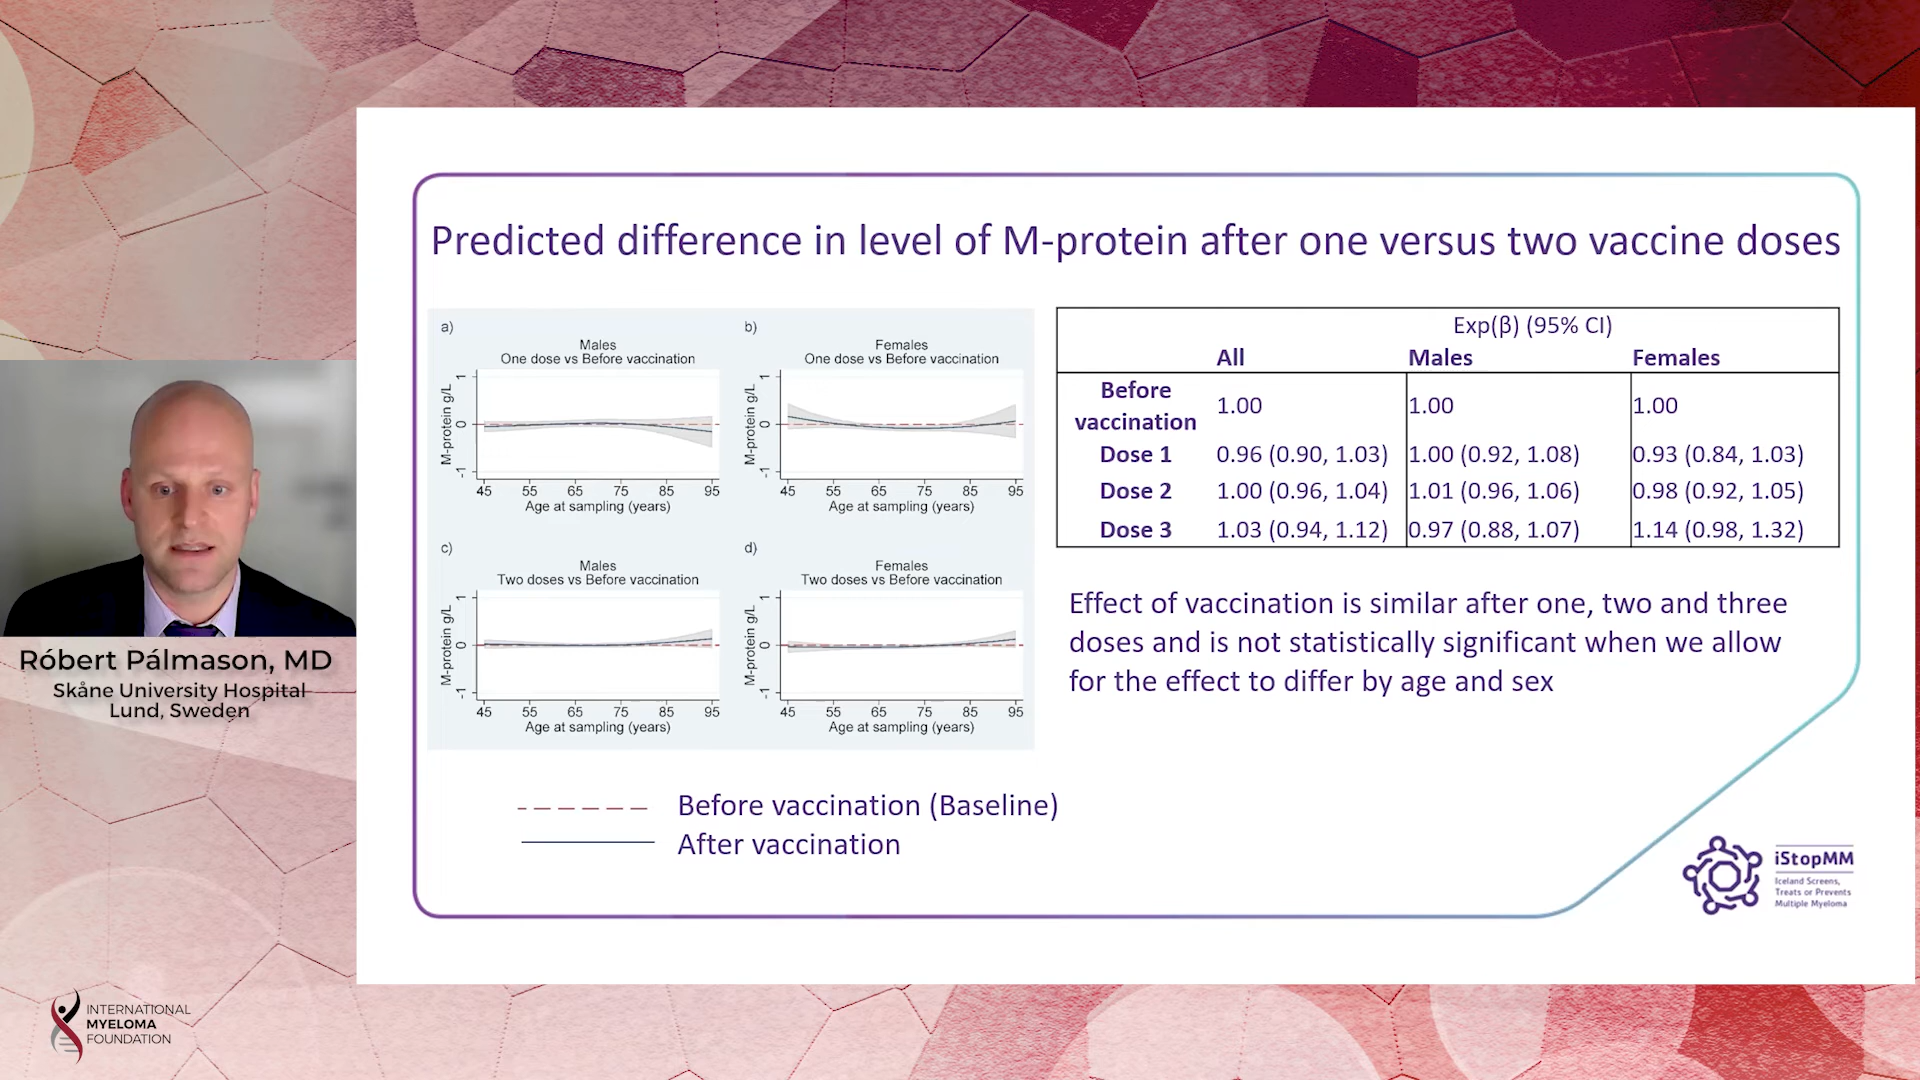 Predicted difference in level of M-protein after one versus two vaccine doses
a)
Males
One dose vs Before vaccination
M-protein g/L
1
0
-1
45 55 65 75 85 95
Age at sampling (years)
b)
Females
One dose vs Before vaccination
M-protein g/L
1
0
-1
45 55 65 75 85 95
Age at sampling (years)
c)
Males
Two doses vs Before vaccination
M-protein g/L
1
0
-1
45 55 65 75 85 95
Age at sampling (years)
d)
Females
Two doses vs Before vaccination
M-protein g/L
1
0
-1
45 55 65 75 85 95
Age at sampling (years)
Before vaccination (Baseline)
After vaccination
Exp(β) (95% CI)
All Males Females
Before
vaccination 1.00 1.00 1.00
Dose 1 0.96 (0.90, 1.03) 1.00 (0.92, 1.08) 0.93 (0.84, 1.03)
Dose 2 1.00 (0.96, 1.04) 1.01 (0.96, 1.06) 0.98 (0.92, 1.05)
Dose 3 1.03 (0.94, 1.12) 0.97 (0.88, 1.07) 1.14 (0.98, 1.32)
Effect of vaccination is similar after one, two and three
doses and is not statistically significant when we allow
for the effect to differ by age and sex
iStopMM
Iceland Screens,
Treats or Prevents
Multiple Myeloma
Róbert Pálmason, MD
Skåne University Hospital
Lund, Sweden
INTERNATIONAL
MYELOMA
FOUNDATION